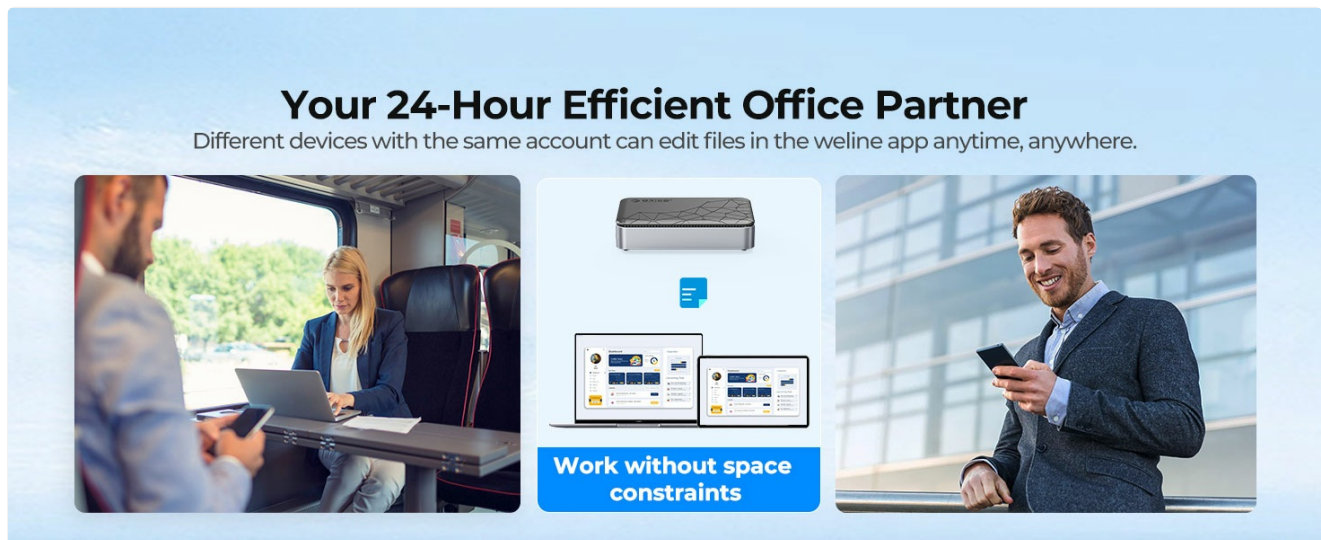 Your 24-Hour Efficient Office Partner
Different devices with the same account can edit files in the weline app anytime, anywhere.
Work without space
constraints